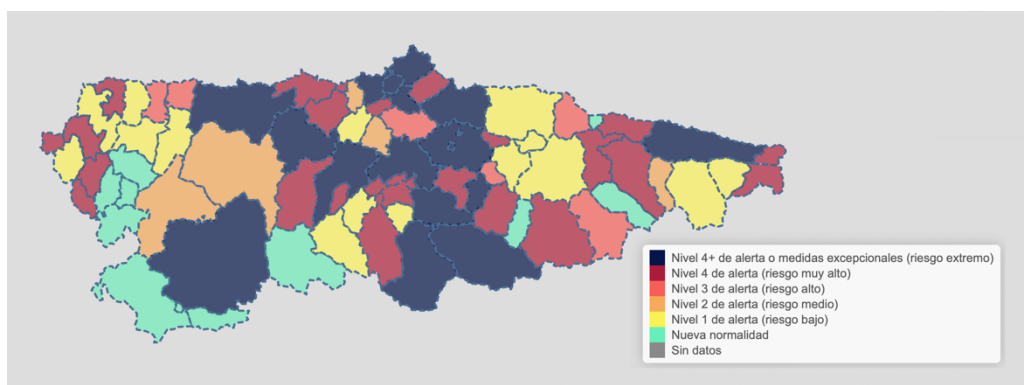 Nivel 4+ de alerta o medidas excepcionales (riesgo extremo)
Nivel 4 de alerta (riesgo muy alto)
Nivel 3 de alerta (riesgo alto)
Nivel 2 de alerta (riesgo medio)
Nivel 1 de alerta (riesgo bajo)
Nueva normalidad
Sin datos